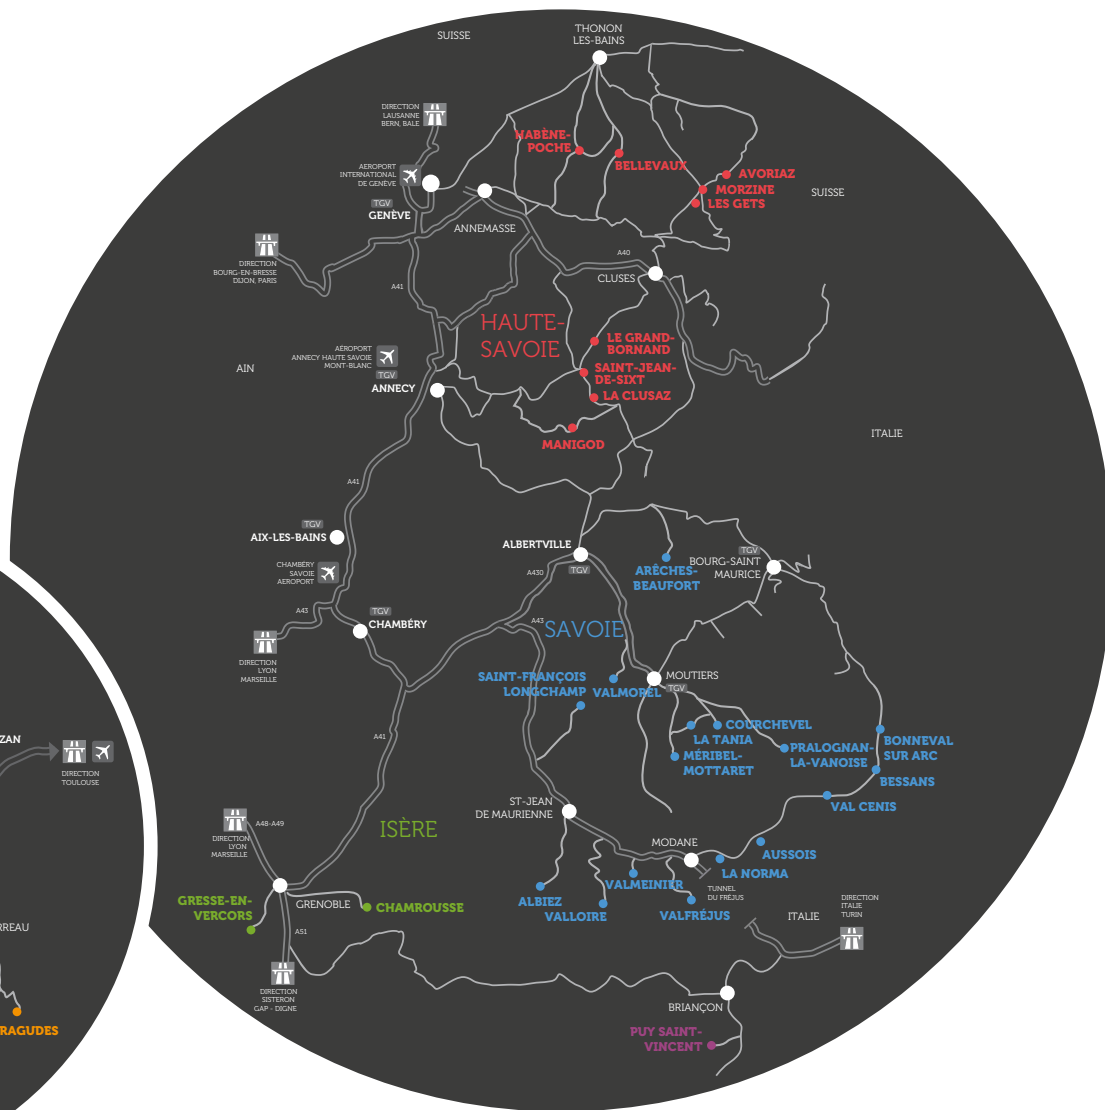 SUISSE
THONON
LES-BAINS
DIRECTION
LAUSANNE
BERN, BALE
HABÈNE-
POCHE
BELLEVAUX
AEROPORT
INTERNATIONAL
DE GENÈVE
AVORIAZ
MORZINE
LES GETS
SUISSE
TGV
GENÈVE
ANNEMASSE
DIRECTION
BOURG-EN-BRESSE
DIJON, PARIS
A40
CLUSES
A41
HAUTE-
SAVOIE
LE GRAND-
BORNAND
AÉROPORT
ANNECY HAUTE SAVOIE
MONT-BLANC
TGV
ANNECY
AIN
SAINT-JEAN-
DE-SIXT
LA CLUSAZ
MANIGOD
ITALIE
A41
TGV
AIX-LES-BAINS
ALBERTVILLE
TGV
CHAMBÉRY
SAVOIE
AEROPORT
A430
ARÊCHES-
BEAUFORT
TGV
BOURG-SAINT
MAURICE
A43
TGV
CHAMBÉRY
A43
SAVOIE
DIRECTION
LYON
MARSEILLE
SAINT-FRANÇOIS
LONGCHAMP
VALMOREL
MOUTIERS
TGV
COURCHEVEL
LA TANIA
MÉRIBEL-
MOTTARET
PRALOGNAN-
LA-VANOISE
BONNEVAL
SUR ARC
BESSANS
VAL CENIS
A41
ZAN
DIRECTION
TOULOUSE
ST-JEAN
DE MAURIENNE
ISÈRE
A48-A49
DIRECTION
LYON
MARSEILLE
MODANE
AUSSOIS
LA NORMA
TUNNEL
DU FRÉJUS
VALMEINIER
ALBIEZ
VALLOIRE
VALFRÉJUS
GRESSE-EN-
VERCORS
GRENOBLE
CHAMROUSSE
A51
ITALIE
DIRECTION
ITALIE
TURIN
RREAU
DIRECTION
SISTERON
GAP - DIGNE
BRIANÇON
RAGUDES
PUY SAINT-
VINCENT